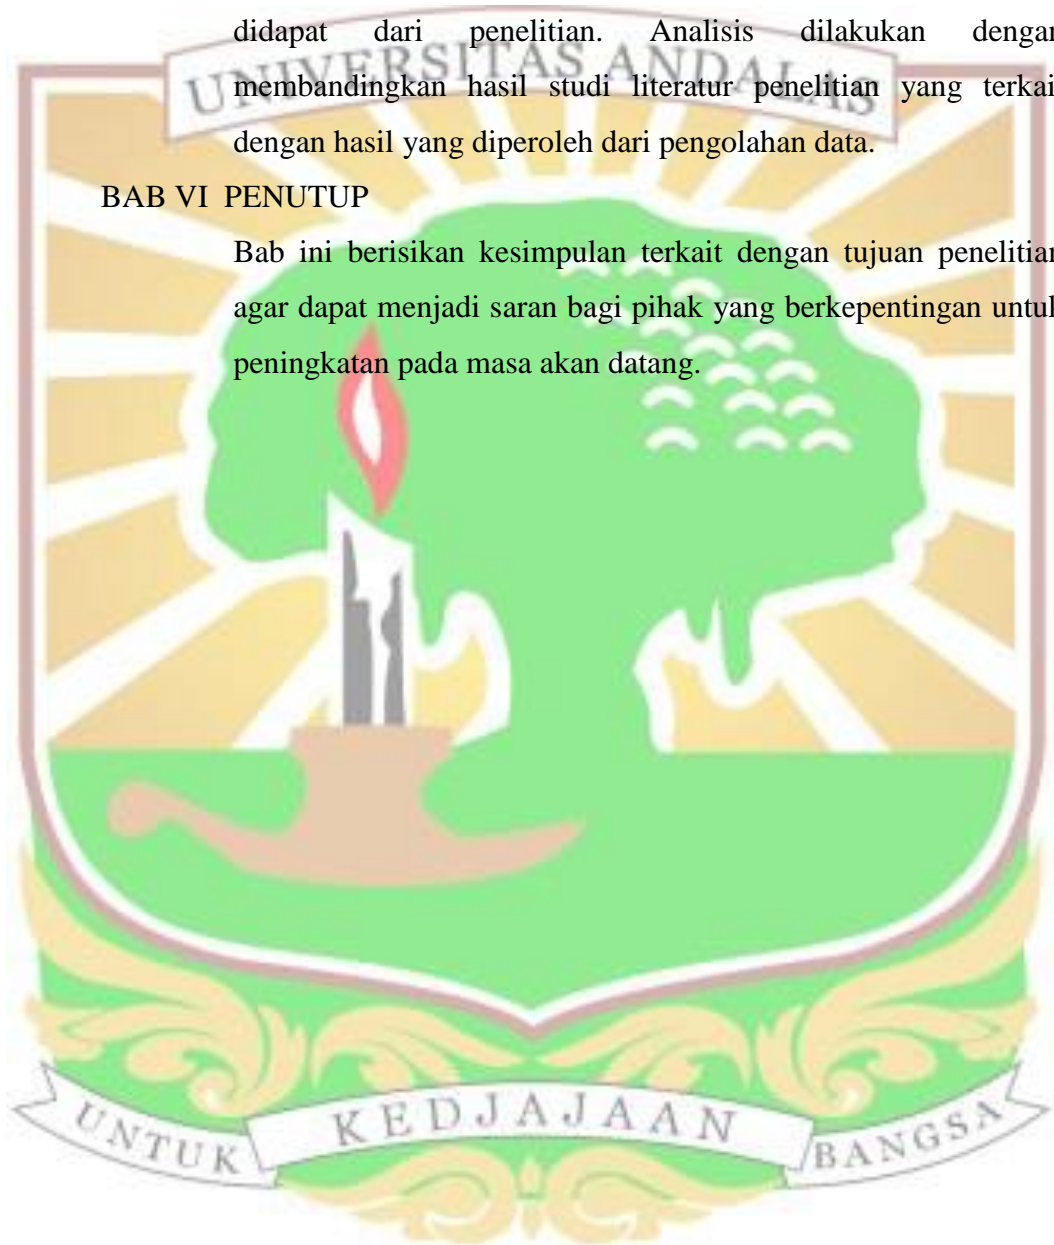 didapat dari penelitian. Analisis dilakukan dengan
UNIVERSITAS ANDALAS
membandingkan hasil studi literatur penelitian yang terkait
dengan hasil yang diperoleh dari pengolahan data.
BAB VI PENUTUP
Bab ini berisikan kesimpulan terkait dengan tujuan penelitian
agar dapat menjadi saran bagi pihak yang berkepentingan untuk
peningkatan pada masa akan datang.
UNTUK KEDJAJAAN BANGSA